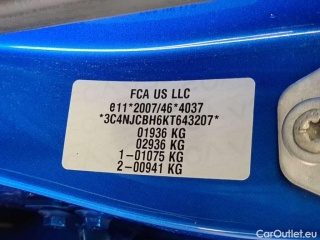 FCA US LLC
e11*2007/46*4037
*3C4NJCBH6KT643207*
01936 KG
02936 KG
1-01075 KG
2-00941 KG
CarOutlet.eu